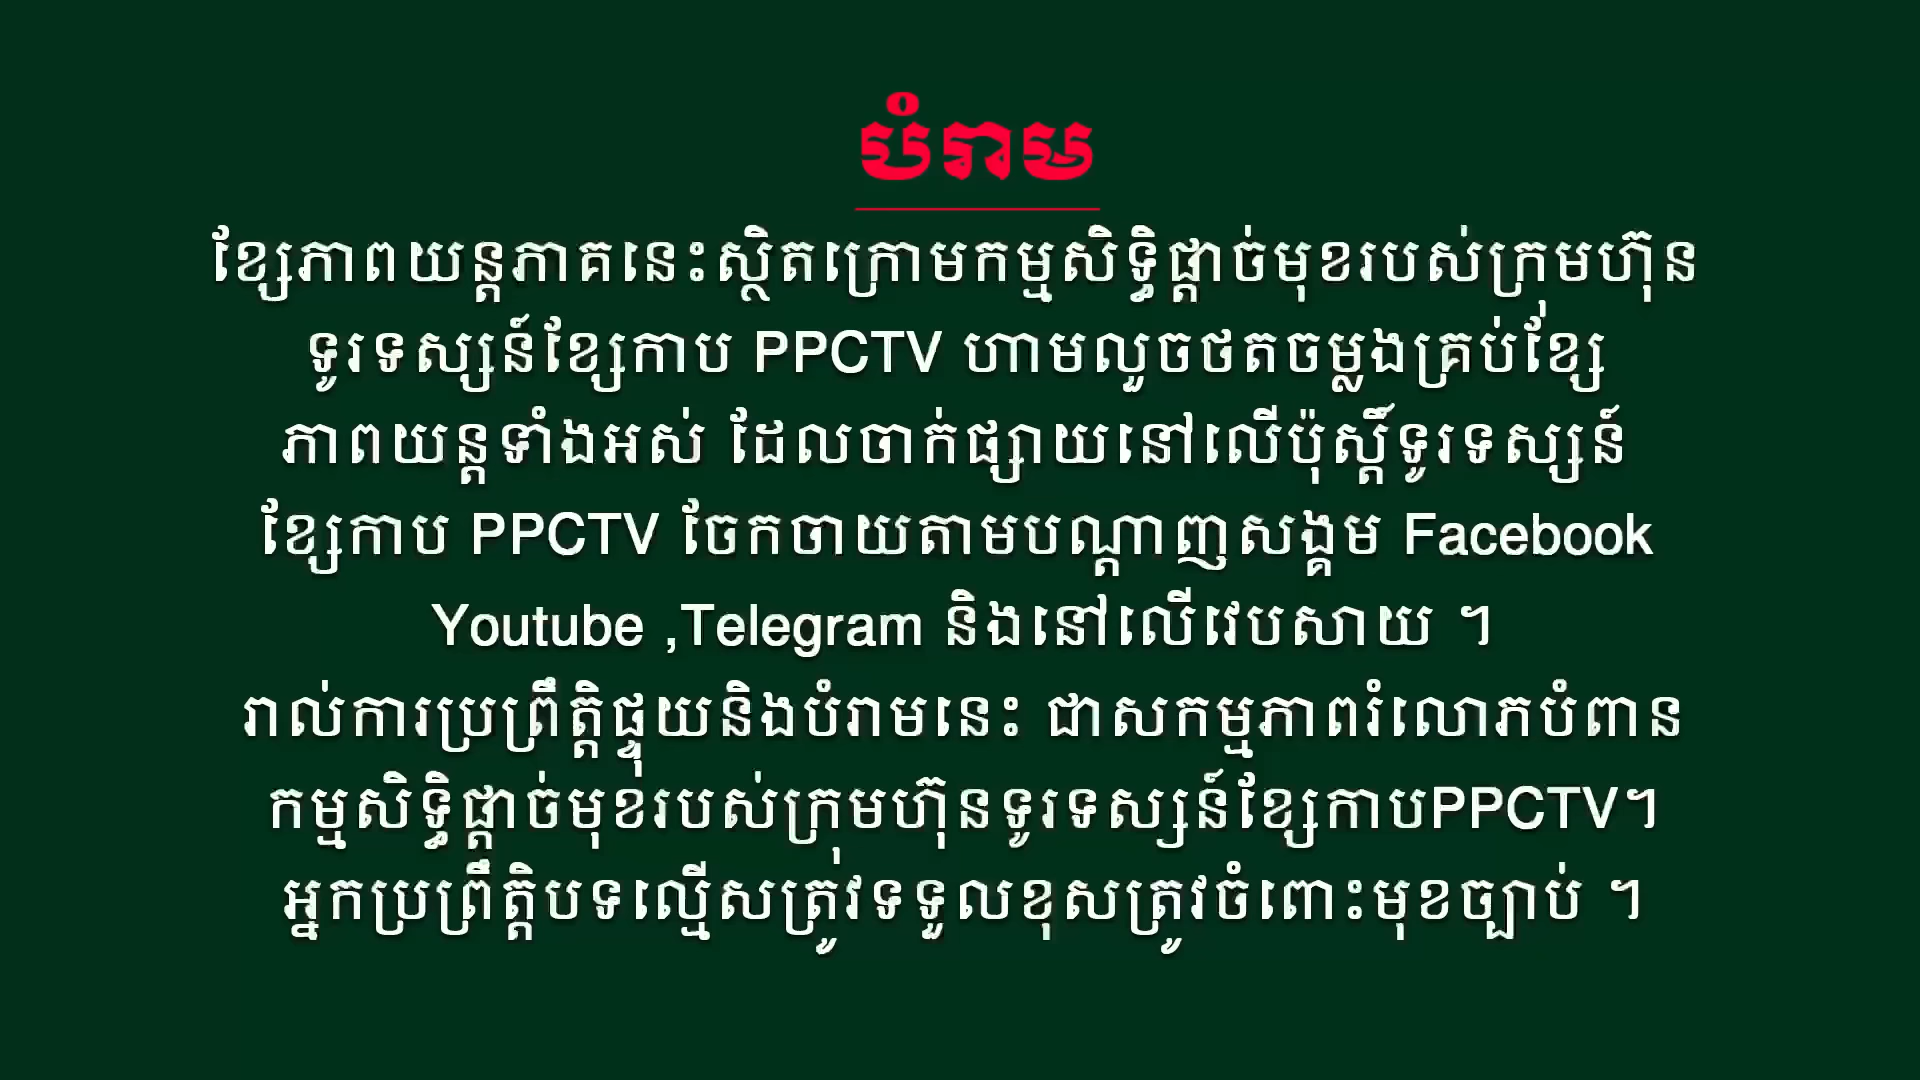 បំរាម
ខ្សែភាពយន្តភាគនេះស្ថិតក្រោមកម្មសិទ្ធិផ្តាច់មុខរបស់ក្រុមហ៊ុន
ទូរទស្សន៍ខ្សែកាប PPCTV ហាមលួចថតចម្លងគ្រប់ខ្សែ
ភាពយន្តទាំងអស់ ដែលចាក់ផ្សាយនៅលើប៉ុស្តិ៍ទូរទស្សន៍
ខ្សែកាប PPCTV ចែកចាយតាមបណ្តាញសង្គម Facebook
Youtube ,Telegram និងនៅលើវេបសាយ ។
រាល់ការប្រព្រឹត្តិផ្ទុយនិងបំរាមនេះ ជាសកម្មភាពរំលោភបំពាន
កម្មសិទ្ធិផ្តាច់មុខរបស់ក្រុមហ៊ុនទូរទស្សន៍ខ្សែកាបPPCTV។
អ្នកប្រព្រឹត្តិបទល្មើសត្រូវទទួលខុសត្រូវចំពោះមុខច្បាប់ ។